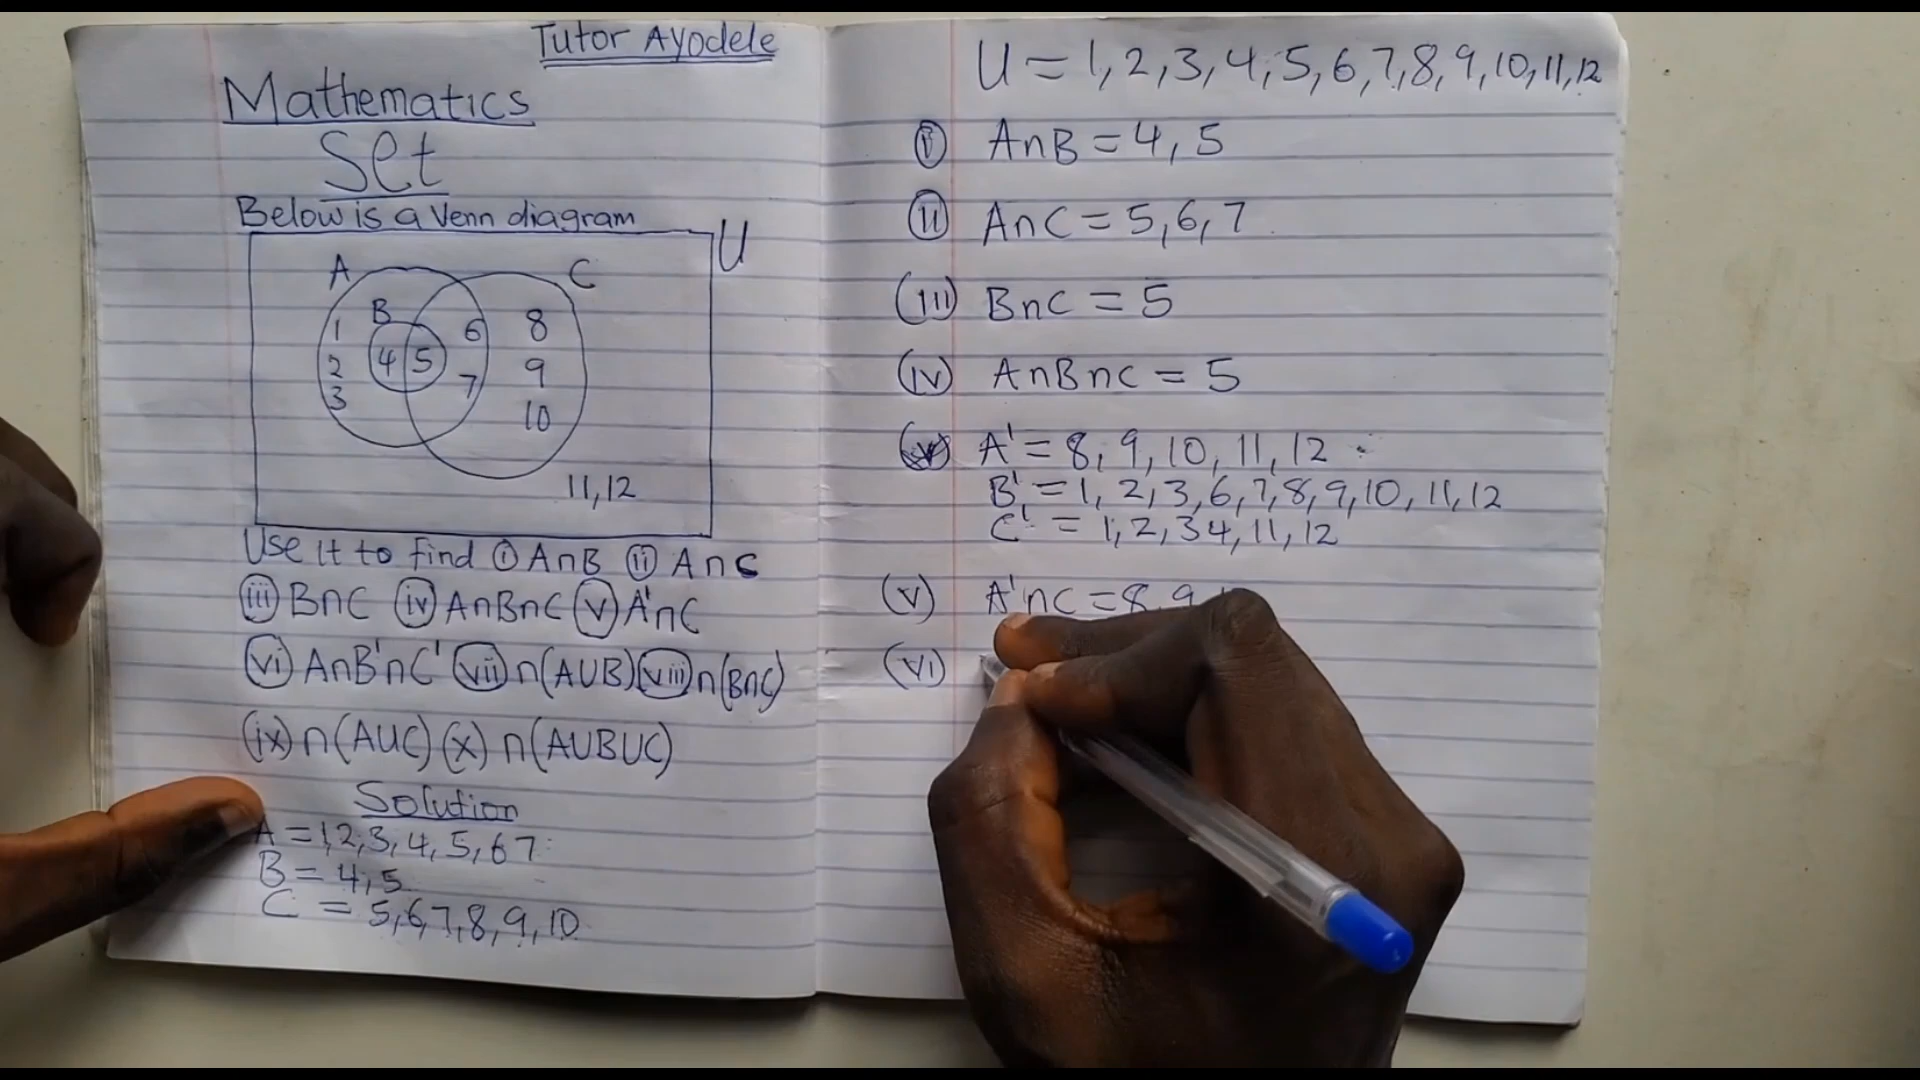 Tutor Ayodele
Mathematics
Set
Below is a Venn diagram
U
A
C
B
1
6
8
2
4
5
9
3
7
10
11,12
Use it to find (i) A∩B (ii) A∩C
(iii) B∩C (iv) A∩B∩C (v) A'∩C
(vi) A∩B'∩C' (vii) n(AUB) (viii) n(B∩C)
(ix) n(AUC) (x) n(AUBUC)
Solution
A = 1,2,3,4,5,6 7
B = 4,5
C = 5,6,7,8,9,10
U = 1,2,3,4,5,6,7,8,9,10,11,12
(i) A∩B = 4,5
(ii) A∩C = 5,6,7
(iii) B∩C = 5
(iv) A∩B∩C = 5
A' = 8,9,10,11,12
B' = 1,2,3,6,7,8,9,10,11,12
C' = 1,2,3 4,11,12
(v) A'∩C = 8,9
(vi)